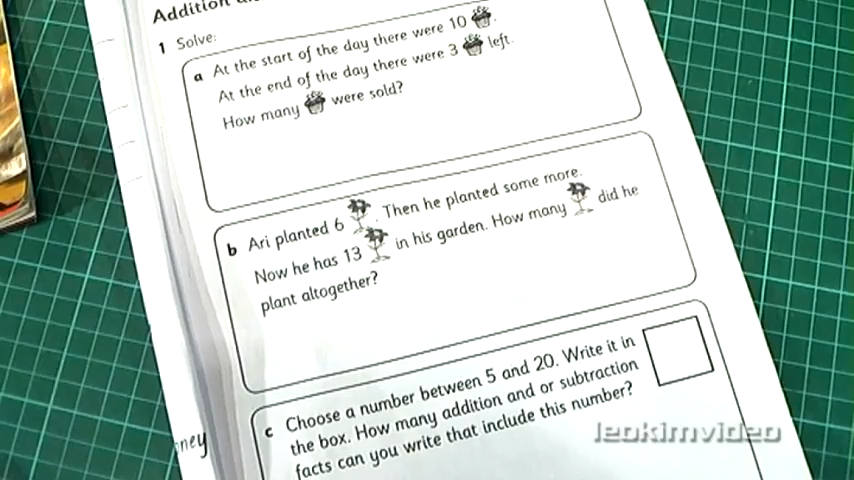 Addition
1 Solve:
a At the start of the day there were 10 .
At the end of the day there were 3 left.
How many were sold?
b Ari planted 6 . Then he planted some more.
Now he has 13 in his garden. How many did he
plant altogether?
c Choose a number between 5 and 20. Write it in
the box. How many addition and or subtraction
facts can you write that include this number?
ney
leokimvideo